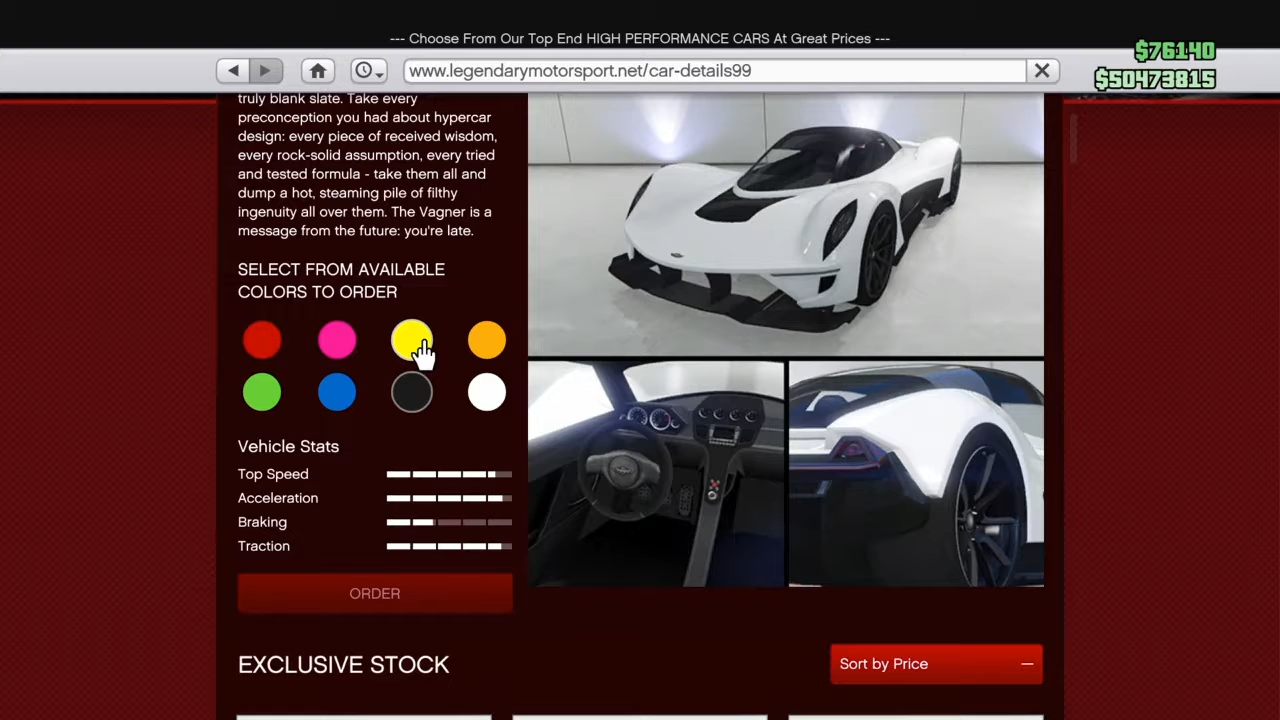 --- Choose From Our Top End HIGH PERFORMANCE CARS At Great Prices ---
$76140
www.legendarymotorsport.net/car-details99
$50473815
truly blank slate. Take every
preconception you had about hypercar
design: every piece of received wisdom,
every rock-solid assumption, every tried
and tested formula - take them all and
dump a hot, steaming pile of filthy
ingenuity all over them. The Vagner is a
message from the future: you're late.
SELECT FROM AVAILABLE
COLORS TO ORDER
Vehicle Stats
Top Speed
Acceleration
Braking
Traction
ORDER
EXCLUSIVE STOCK
Sort by Price